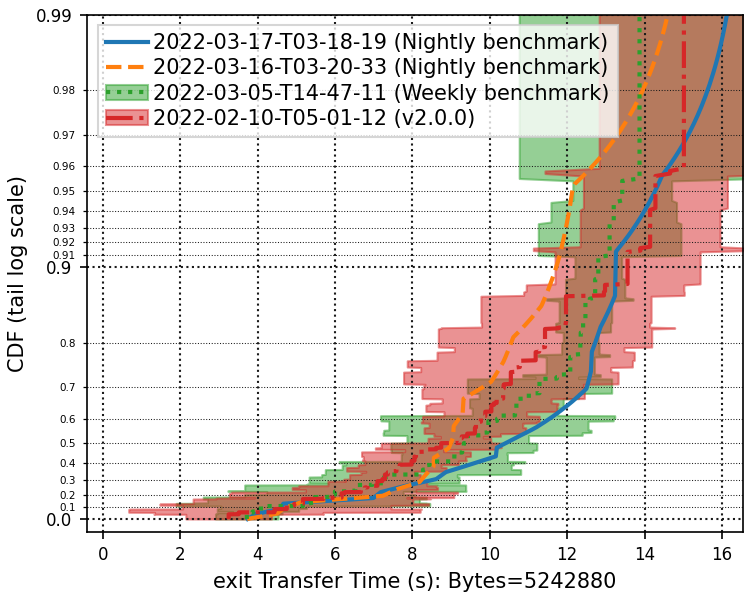 0.99
2022-03-17-T03-18-19 (Nightly benchmark)
2022-03-16-T03-20-33 (Nightly benchmark)
2022-03-05-T14-47-11 (Weekly benchmark)
2022-02-10-T05-01-12 (v2.0.0)
0.98
0.97
0.96
0.95
0.94
0.93
0.92
0.91
0.9
0.8
0.7
0.6
0.5
0.4
0.3
0.2
0.1
0.0
CDF (tail log scale)
0 2 4 6 8 10 12 14 16
exit Transfer Time (s): Bytes=5242880